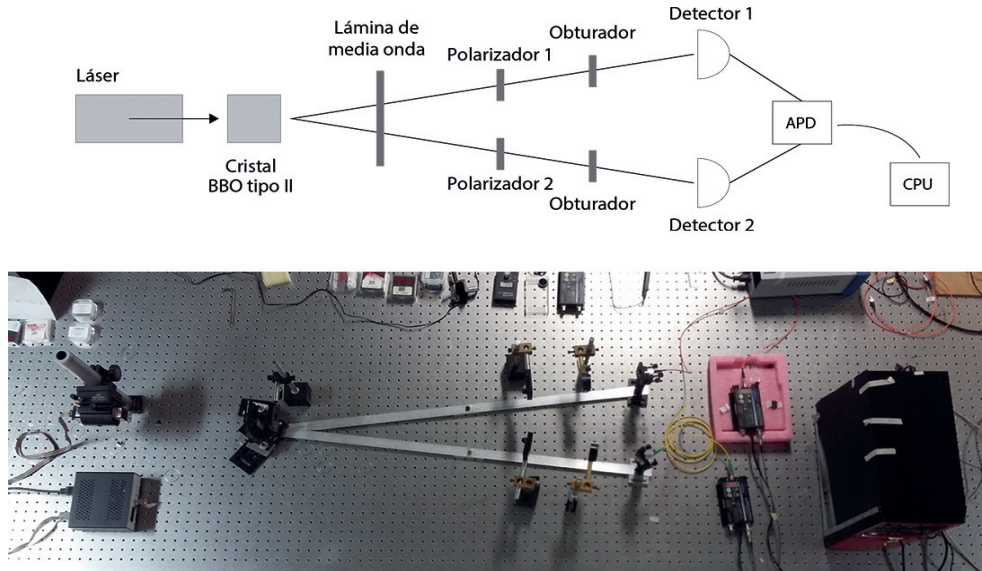 Detector 1
Lámina de
media onda
Obturador
Polarizador 1
Láser
APD
Cristal
BBO tipo II
Polarizador 2
CPU
Obturador
Detector 2